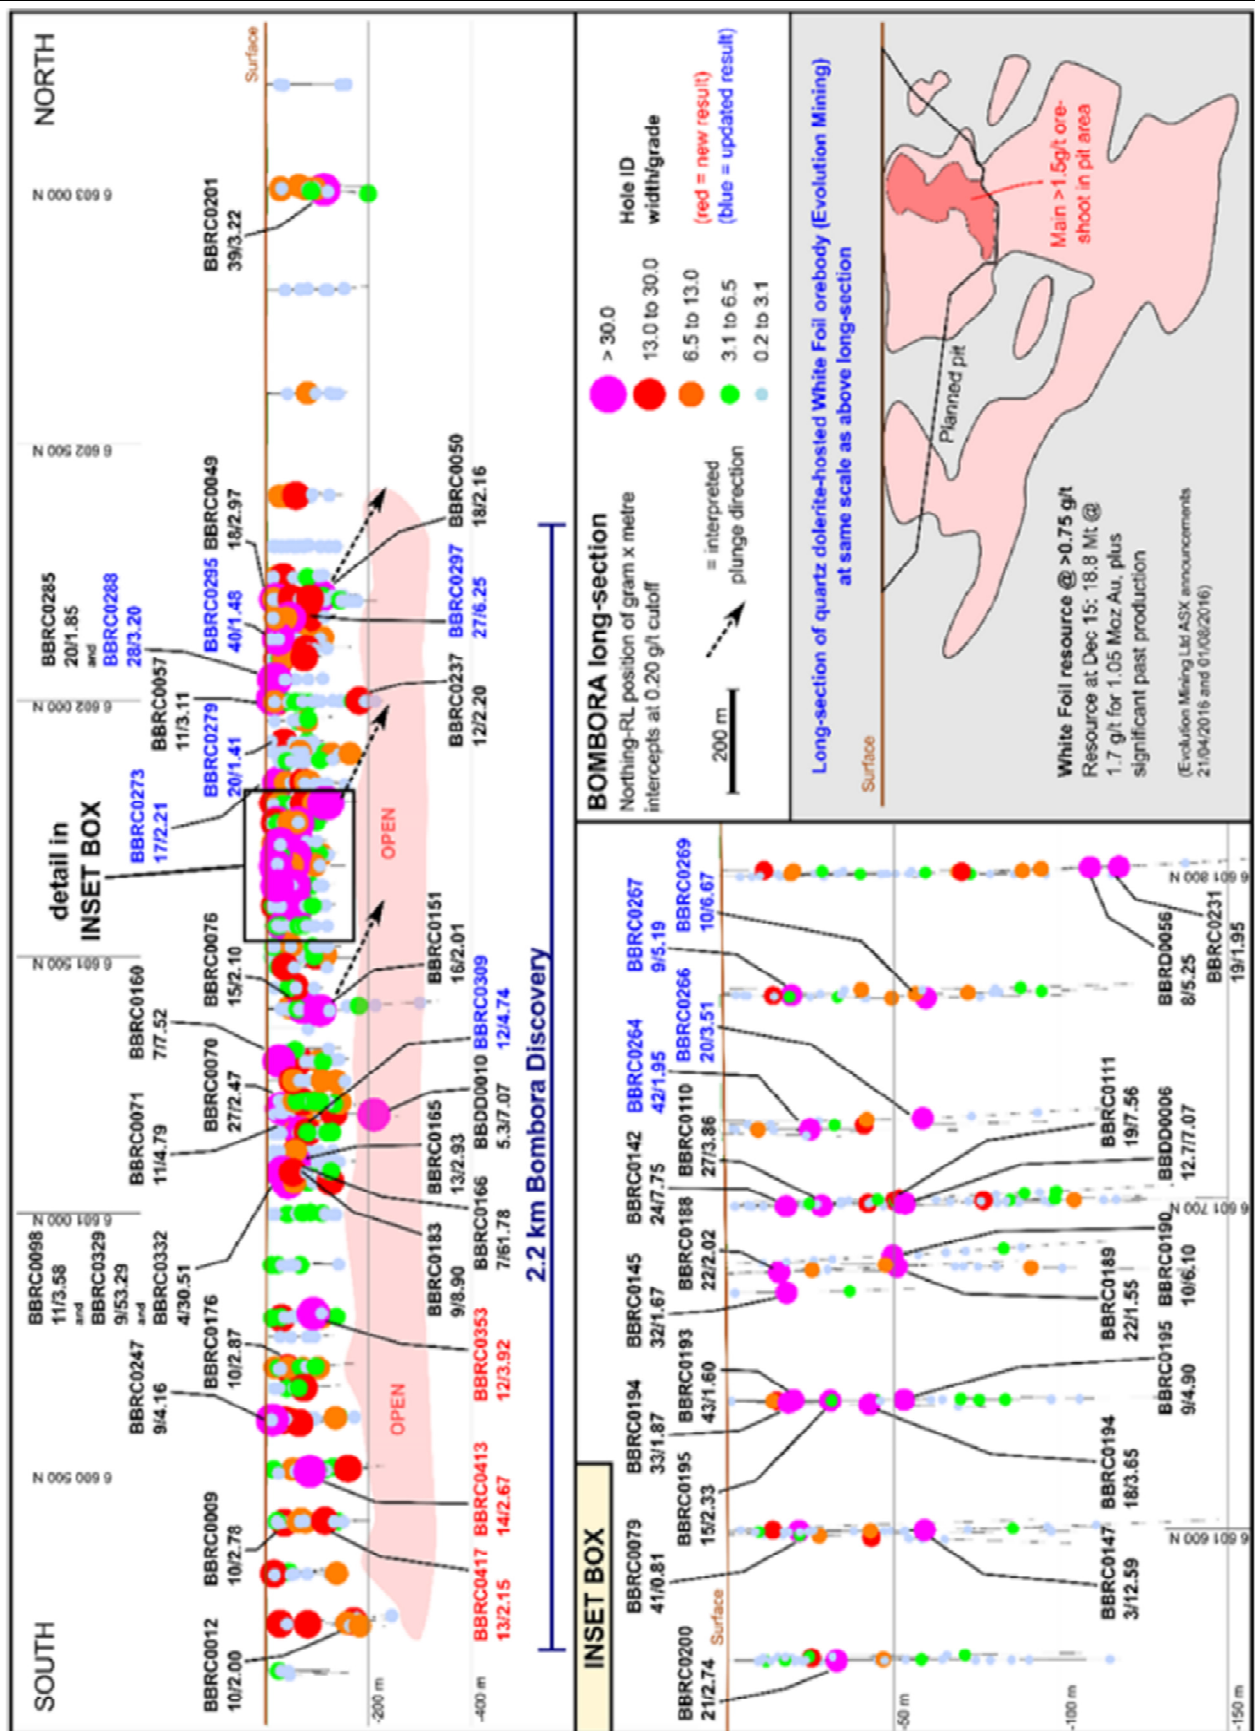 SOUTH
NORTH
Surface
6 600 500 N
6 601 000 N
6 601 500 N
6 602 000 N
6 602 500 N
6 603 000 N
-200 m
-400 m
BBRC0012
10/2.00
BBRC0009
10/2.78
BBRC0247
9/4.16
BBRC0176
10/2.87
BBRC0098
11/3.58
and
BBRC0329
9/53.29
and
BBRC0332
4/30.51
BBRC0071
11/4.79
BBRC0070
27/2.47
BBRC0160
7/7.52
BBRC0076
15/2.10
detail in
INSET BOX
BBRC0273
17/2.21
BBRC0279
20/1.41
BBRC0057
11/3.11
BBRC0285
20/1.85
and
BBRC0288
28/3.20
BBRC0295
40/1.48
BBRC0049
18/2.97
BBRC0201
39/3.22
OPEN
OPEN
BBRC0417
13/2.15
BBRC0413
14/2.67
BBRC0353
12/3.92
BBRC0183
9/8.90
BBRC0166
7/61.78
BBRC0165
13/2.93
BBDD0010
5.3/7.07
BBRC0309
12/4.74
BBRC0151
16/2.01
BBRC0237
12/2.20
BBRC0297
27/6.25
BBRC0050
18/2.16
2.2 km Bombora Discovery
INSET BOX
Surface
-50 m
-100 m
-150 m
6 601 600 N
6 601 700 N
6 601 800 N
BBRC0200
21/2.74
BBRC0079
41/0.81
BBRC0195
15/2.33
BBRC0194
33/1.87
BBRC0193
43/1.60
BBRC0145
32/1.67
BBRC0188
22/2.02
BBRC0142
24/7.75
BBRC0110
27/3.86
BBRC0264
42/1.95
BBRC0266
20/3.51
BBRC0267
9/5.19
BBRC0269
10/6.67
BBRC0147
3/12.59
BBRC0194
18/3.65
BBRC0195
9/4.90
BBRC0189
22/1.55
BBRC0190
10/6.10
BBRC0111
19/7.56
BBDD0006
12.7/7.07
BBRD0056
8/5.25
BBRC0231
19/1.95
BOMBORA long-section
Northing-RL position of gram x metre
intercepts at 0.20 g/t cutoff
200 m
= interpreted
plunge direction
> 30.0
13.0 to 30.0
6.5 to 13.0
3.1 to 6.5
0.2 to 3.1
Hole ID
width/grade
(red = new result)
(blue = updated result)
Long-section of quartz dolerite-hosted White Foil orebody (Evolution Mining)
at same scale as above long-section
Surface
Planned pit
Main >1.5g/t ore-
shoot in pit area
White Foil resource @ >0.75 g/t
Resource at Dec 15: 18.8 Mt @
1.7 g/t for 1.05 Moz Au, plus
significant past production
(Evolution Mining Ltd ASX announcements
21/04/2016 and 01/08/2016)